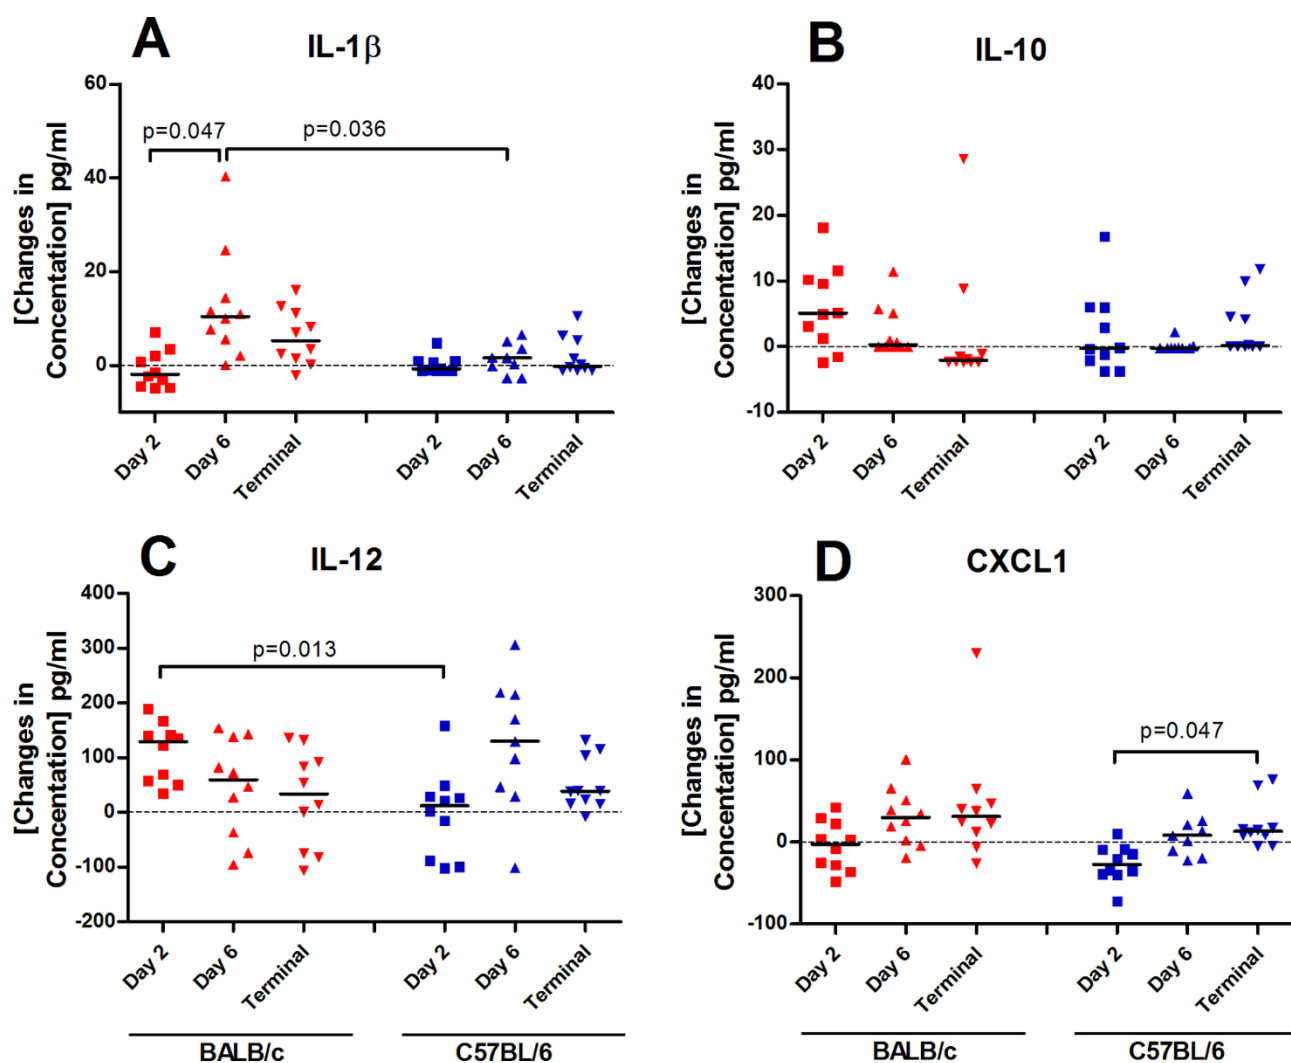 A
IL-1β
[Changes in
Concentation] pg/ml
60
40
20
0
p=0.047
p=0.036
Day 2
Day 6
Terminal
Day 2
Day 6
Terminal
B
IL-10
[Changes in
Concentation] pg/ml
40
30
20
10
0
-10
Day 2
Day 6
Terminal
Day 2
Day 6
Terminal
C
IL-12
[Changes in
Concentation] pg/ml
400
300
200
100
0
-100
-200
p=0.013
Day 2
Day 6
Terminal
Day 2
Day 6
Terminal
BALB/c
C57BL/6
D
CXCL1
[Changes in
Concentation] pg/ml
300
200
100
0
-100
p=0.047
Day 2
Day 6
Terminal
Day 2
Day 6
Terminal
BALB/c
C57BL/6